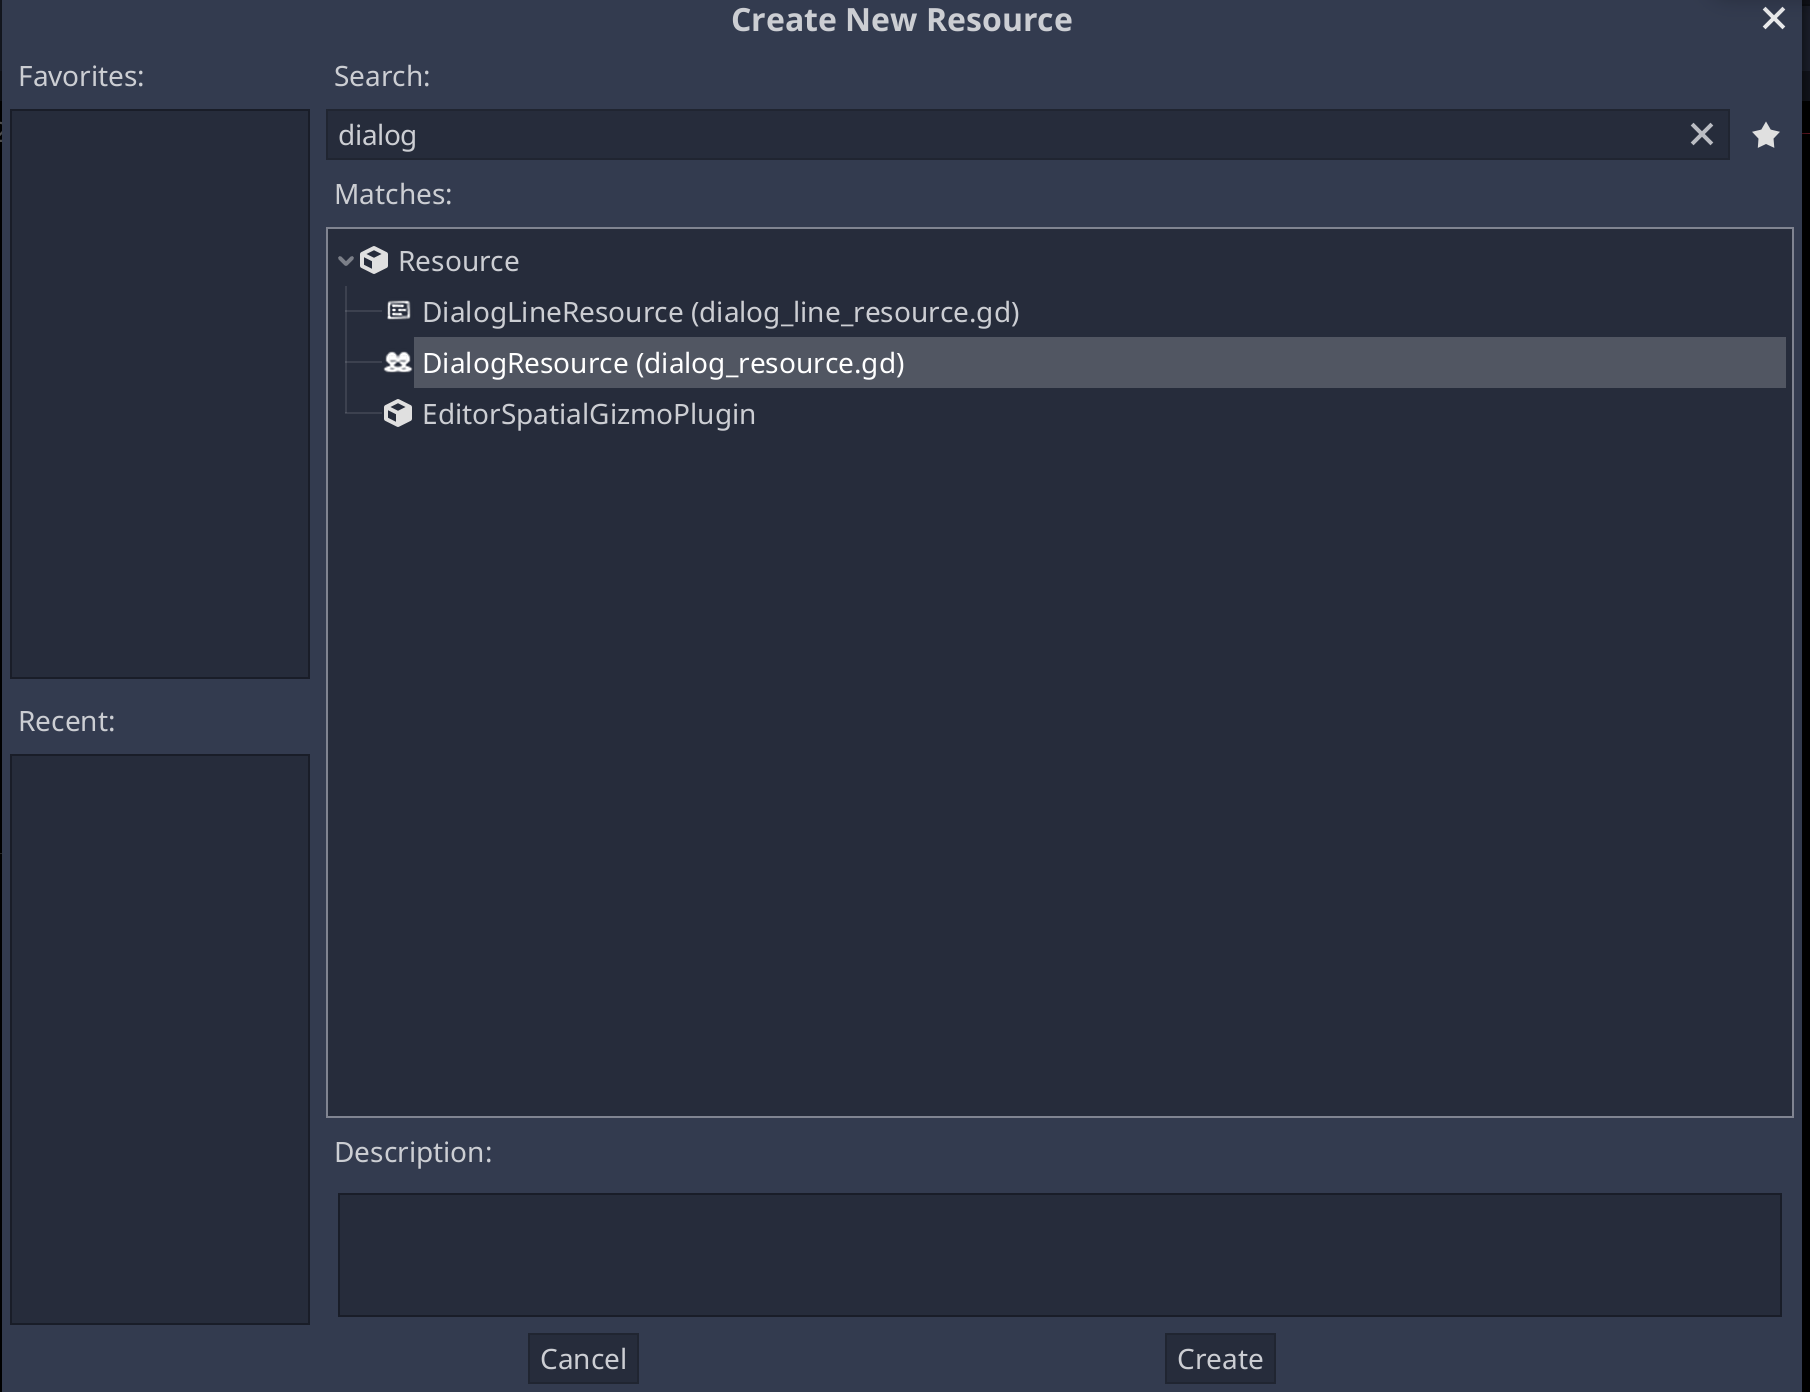 Create New Resource
Favorites:
Search:
dialog
Matches:
Resource
DialogLineResource (dialog_line_resource.gd)
DialogResource (dialog_resource.gd)
EditorSpatialGizmoPlugin
Recent:
Description:
Cancel
Create